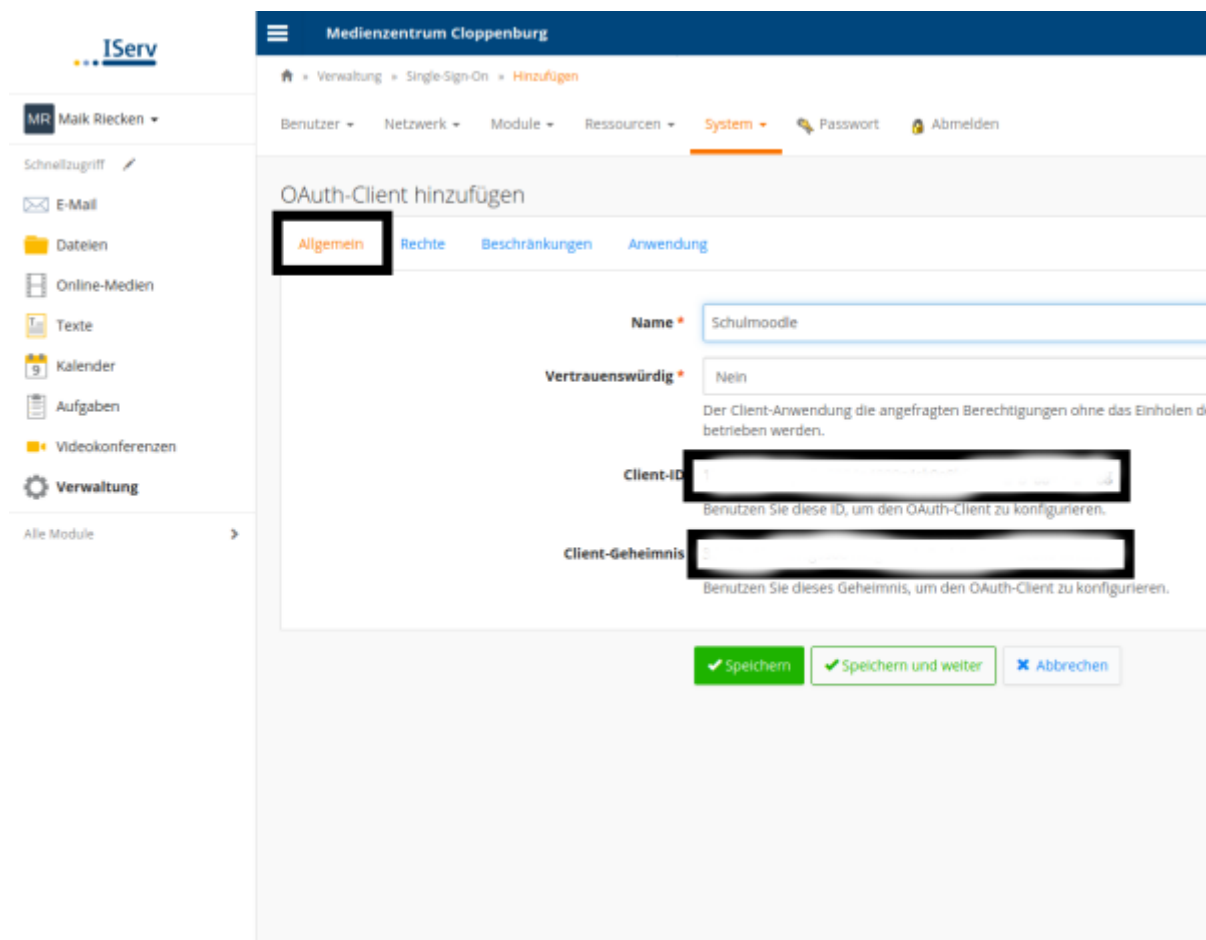 IServ
Medienzentrum Cloppenburg
» Verwaltung » Single-Sign-On » Hinzufügen
MR Maik Riecken
Benutzer Netzwerk Module Ressourcen System Passwort Abmelden
Schnellzugriff
E-Mail
Dateien
Online-Medien
Texte
9 Kalender
Aufgaben
Videokonferenzen
Verwaltung
Alle Module
OAuth-Client hinzufügen
Allgemein Rechte Beschränkungen Anwendung
Name * Schulmoodle
Vertrauenswürdig * Nein
Der Client-Anwendung die angefragten Berechtigungen ohne das Einholen
betrieben werden.
Client-ID
Benutzen Sie diese ID, um den OAuth-Client zu konfigurieren.
Client-Geheimnis
Benutzen Sie dieses Geheimnis, um den OAuth-Client zu konfigurieren.
Speichern Speichern und weiter Abbrechen